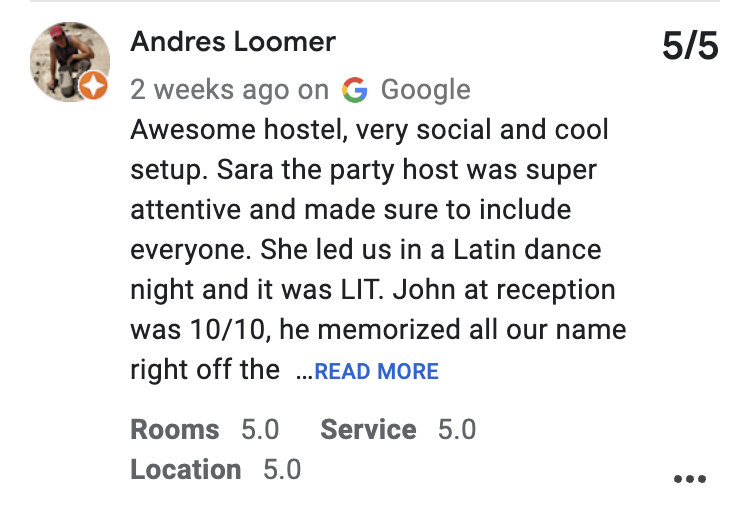 Andres Loomer
5/5
2 weeks ago on Google
Awesome hostel, very social and cool
setup. Sara the party host was super
attentive and made sure to include
everyone. She led us in a Latin dance
night and it was LIT. John at reception
was 10/10, he memorized all our name
right off the ...READ MORE
Rooms 5.0 Service 5.0
Location 5.0